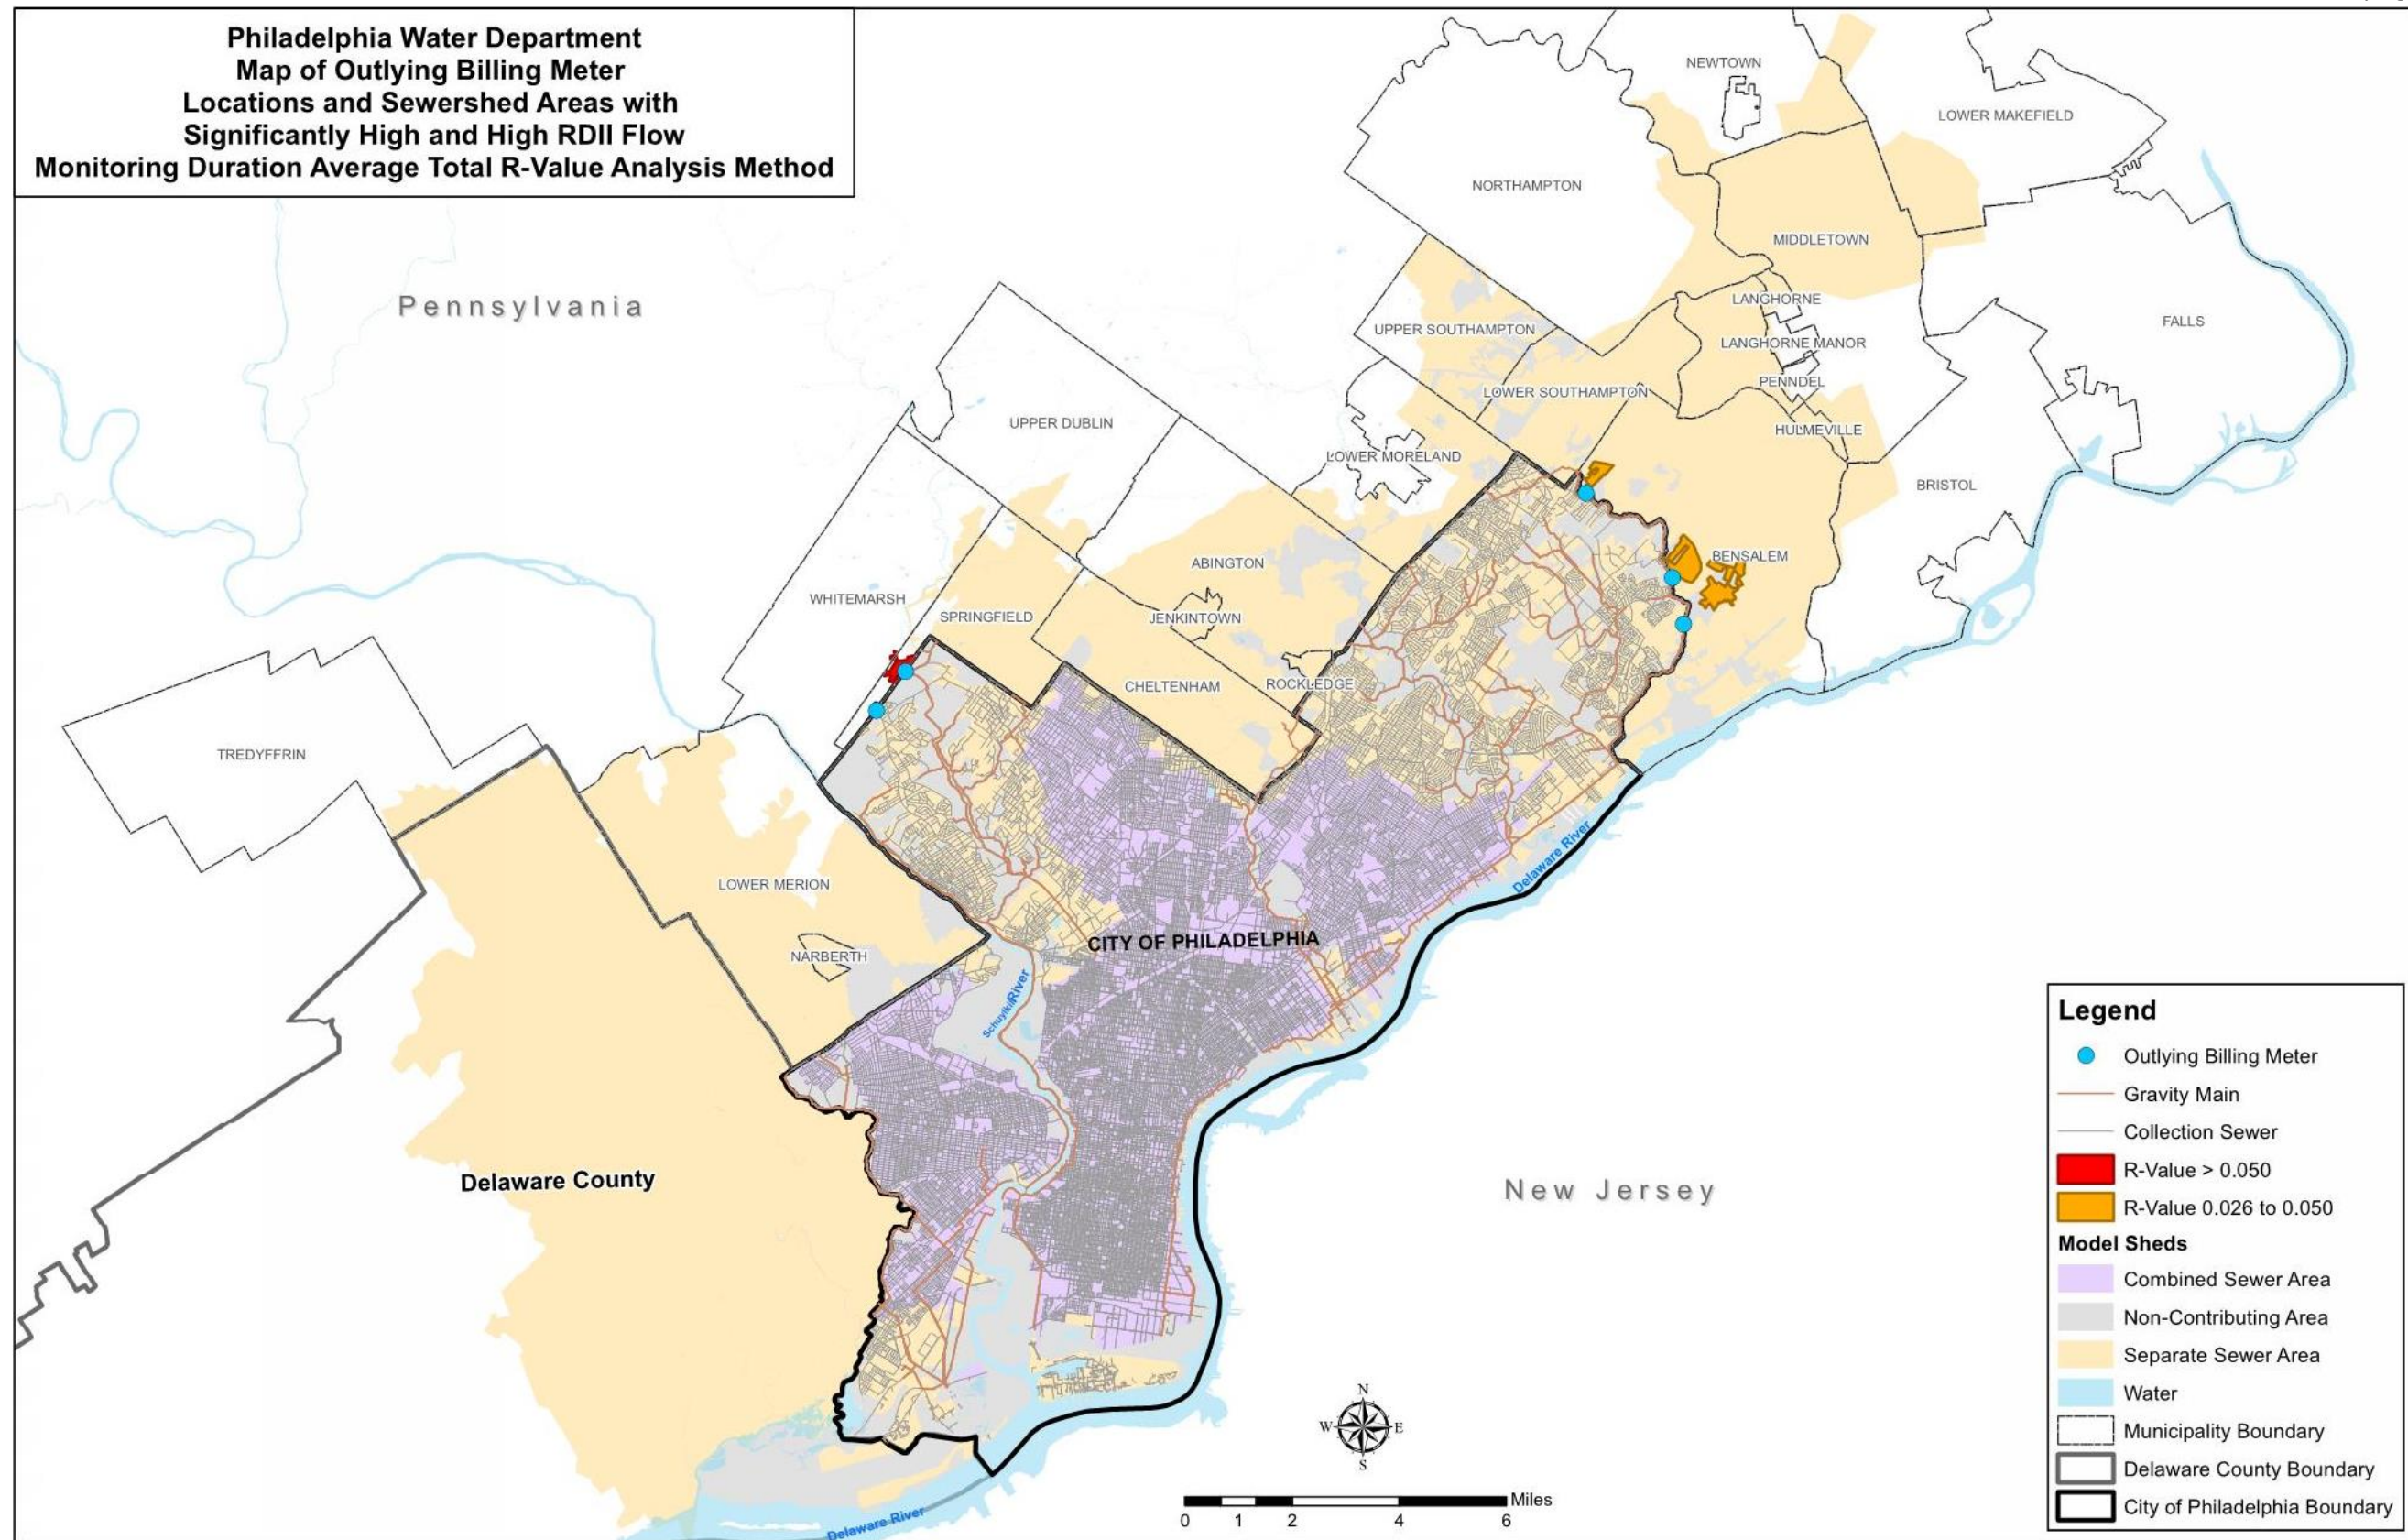 Philadelphia Water Department
Map of Outlying Billing Meter
Locations and Sewershed Areas with
Significantly High and High RDII Flow
Monitoring Duration Average Total R-Value Analysis Method
NEWTOWN
LOWER MAKEFIELD
NORTHAMPTON
MIDDLETOWN
Pennsylvania
LANGHORNE
FALLS
UPPER SOUTHAMPTON
LANGHORNE MANOR
PENNDEL
LOWER SOUTHAMPTON
UPPER DUBLIN
HULMEVILLE
LOWER MORELAND
BRISTOL
BENSALEM
ABINGTON
WHITEMARSH
SPRINGFIELD
JENKINTOWN
CHELTENHAM
ROCKLEDGE
TREDYFFRIN
Delaware River
LOWER MERION
CITY OF PHILADELPHIA
NARBERTH
Schuylkill River
Delaware County
New Jersey
Legend
Outlying Billing Meter
Gravity Main
Collection Sewer
R-Value > 0.050
R-Value 0.026 to 0.050
Model Sheds
Combined Sewer Area
Non-Contributing Area
Separate Sewer Area
Water
Municipality Boundary
Delaware County Boundary
City of Philadelphia Boundary
N
W E
S
Miles
0 1 2 4 6
Delaware River